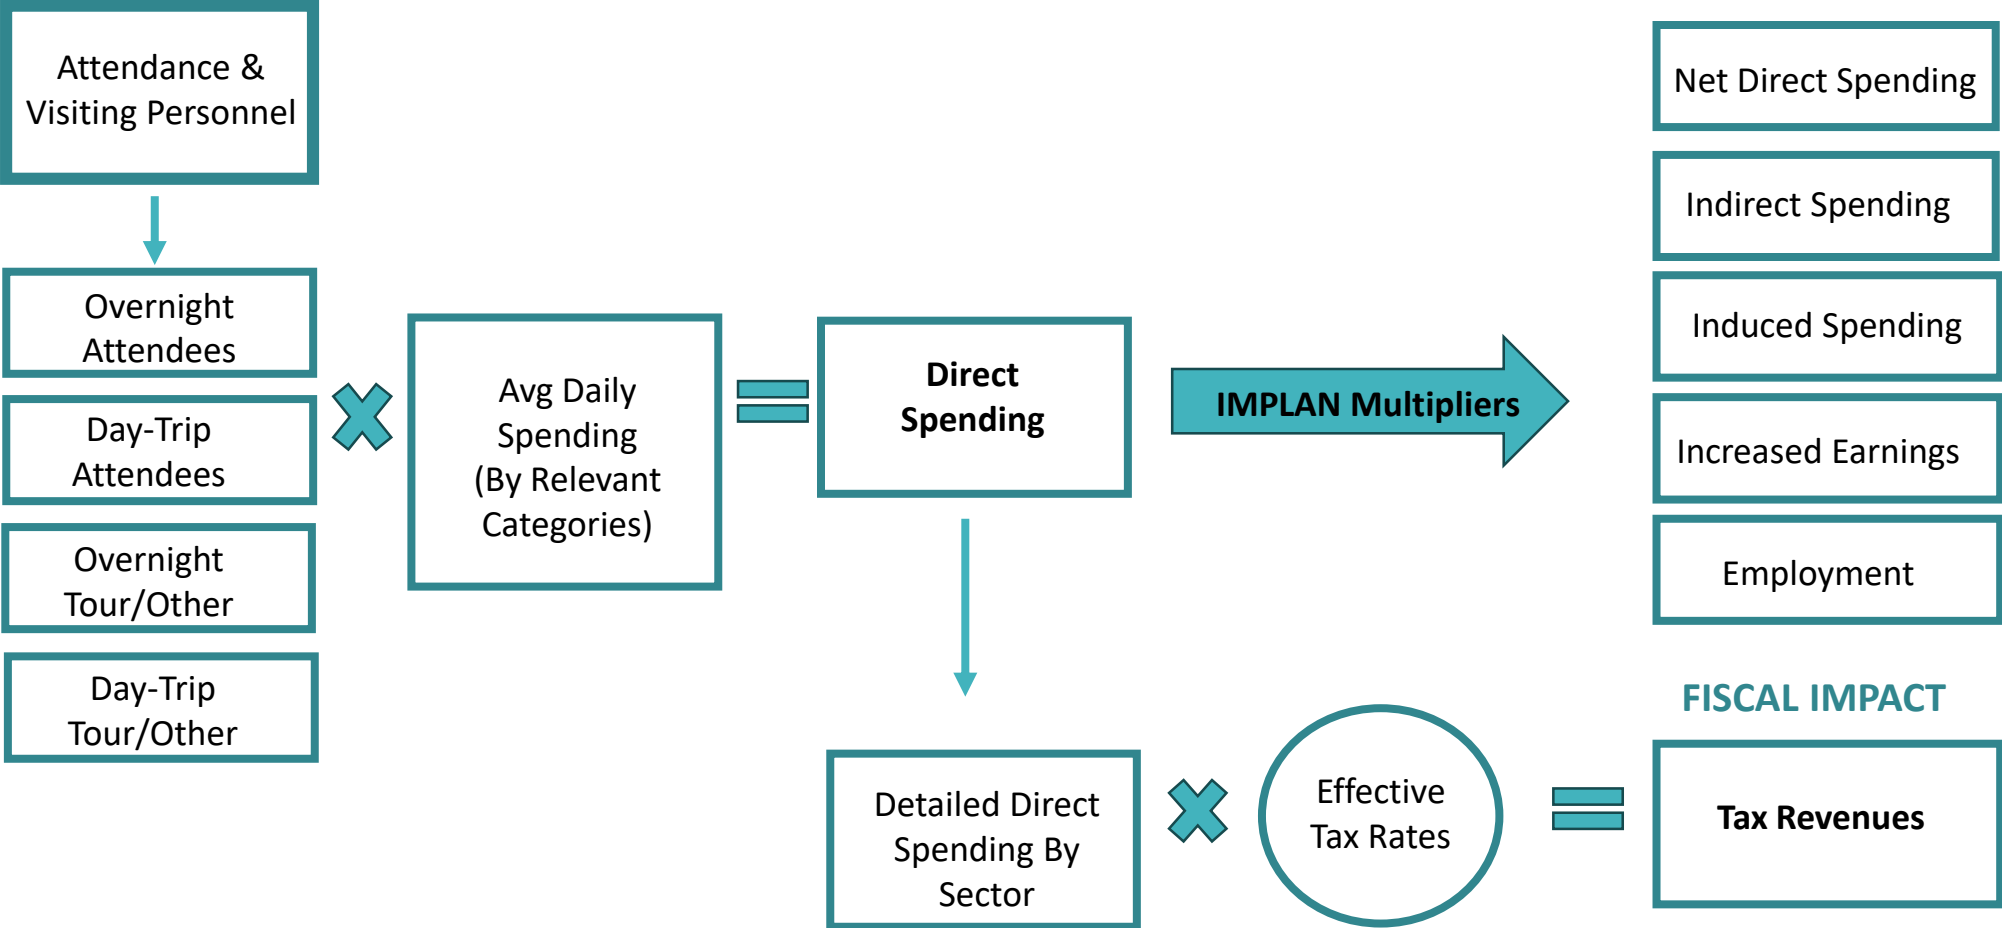 Attendance &
Visiting Personnel
Overnight
Attendees
Day-Trip
Attendees
Overnight
Tour/Other
Day-Trip
Tour/Other
Avg Daily
Spending
(By Relevant
Categories)
Direct
Spending
IMPLAN Multipliers
Net Direct Spending
Indirect Spending
Induced Spending
Increased Earnings
Employment
Detailed Direct
Spending By
Sector
Effective
Tax Rates
FISCAL IMPACT
Tax Revenues